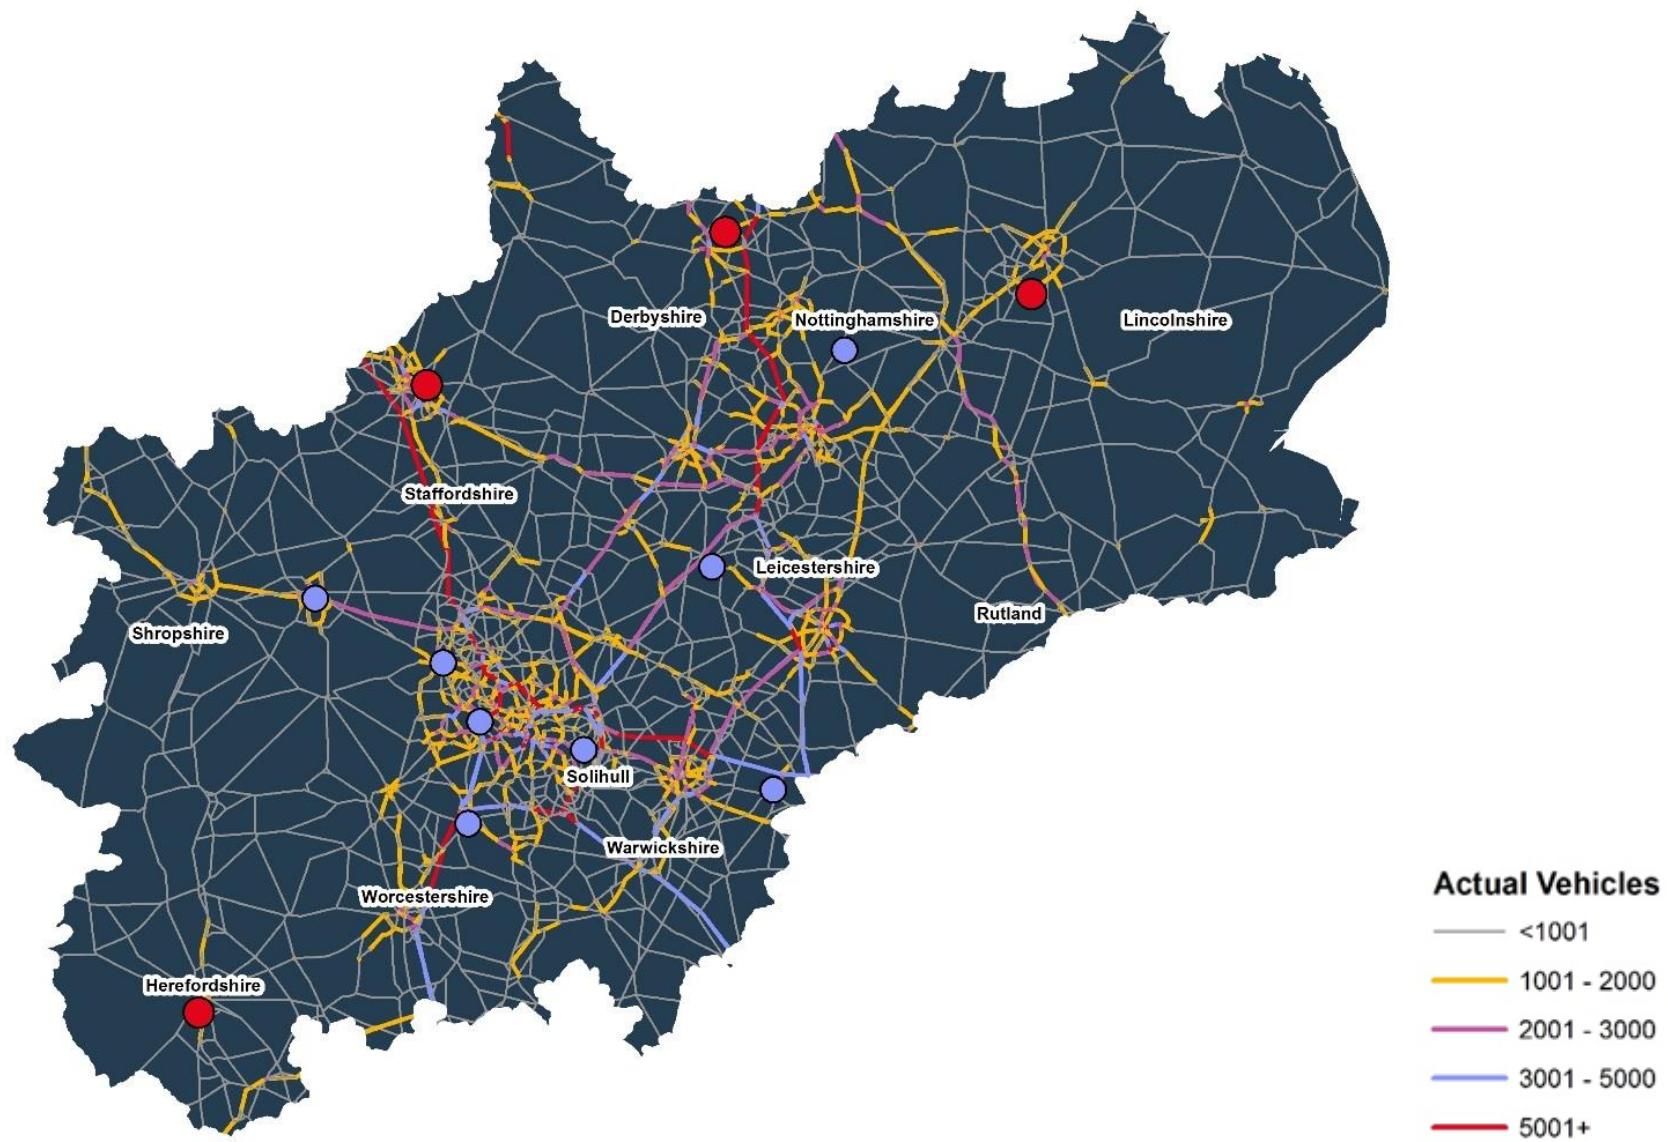 Derbyshire
Nottinghamshire
Lincolnshire
Staffordshire
Leicestershire
Rutland
Shropshire
Solihull
Warwickshire
Worcestershire
Herefordshire
Actual Vehicles
<1001
1001 - 2000
2001 - 3000
3001 - 5000
5001+